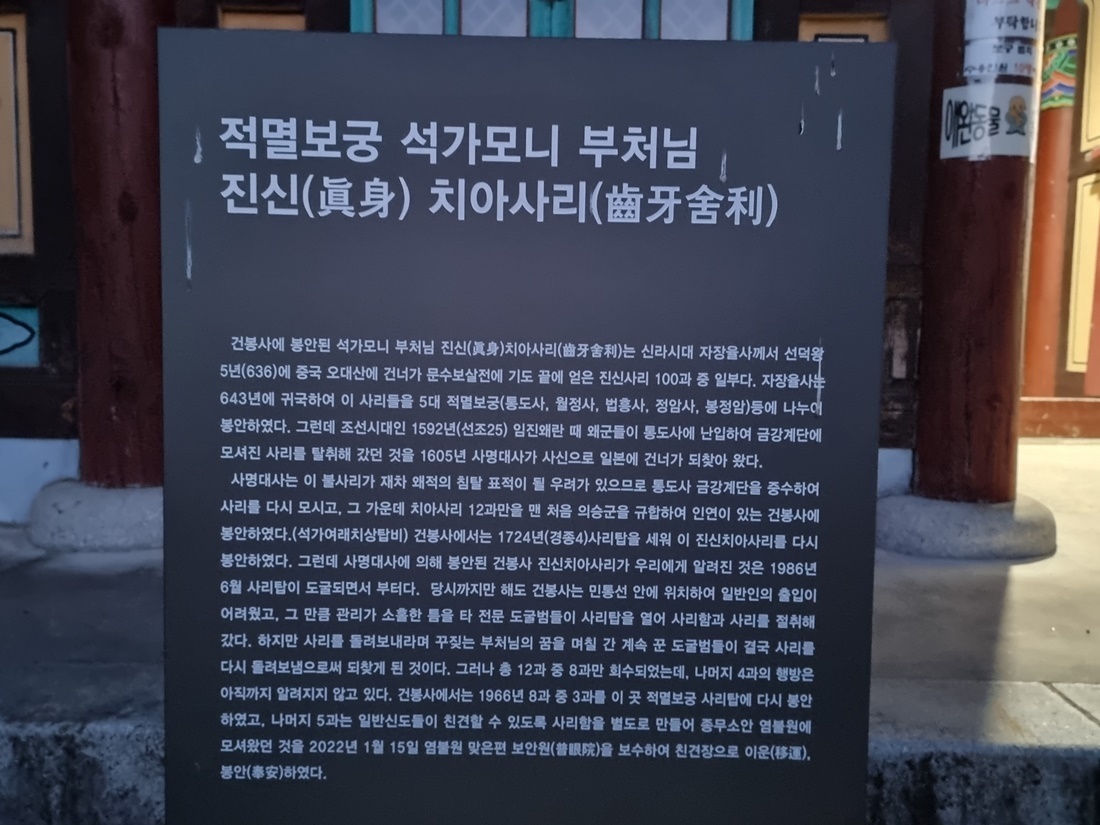 적멸보궁 석가모니 부처님
진신(眞身) 치아사리(齒牙舍利)
건봉사에 봉안된 석가모니 부처님 진신(眞身)치아사리(齒牙舍利)는 신라시대 자장율사께서 선덕왕
5년(636)에 중국 오대산에 건너가 문수보살전에 기도 끝에 얻은 진신사리 100과 중 일부다. 자장율사는
643년에 귀국하여 이 사리들을 5대 적멸보궁(통도사, 월정사, 법흥사, 정암사, 봉정암)등에 나누어
봉안하였다. 그런데 조선시대인 1592년(선조25) 임진왜란 때 왜군들이 통도사에 난입하여 금강계단에
모셔진 사리를 탈취해 갔던 것을 1605년 사명대사가 사신으로 일본에 건너가 되찾아 왔다.
사명대사는 이 불사리가 재차 왜적의 침탈 표적이 될 우려가 있으므로 통도사 금강계단을 중수하여
사리를 다시 모시고, 그 가운데 치아사리 12과만을 맨 처음 의승군을 규합하여 인연이 있는 건봉사에
봉안하였다.(석가여래치상탑비) 건봉사에서는 1724년(경종4)사리탑을 세워 이 진신치아사리를 다시
봉안하였다. 그런데 사명대사에 의해 봉안된 건봉사 진신치아사리가 우리에게 알려진 것은 1986년
6월 사리탑이 도굴되면서 부터다. 당시까지만 해도 건봉사는 민통선 안에 위치하여 일반인의 출입이
어려웠고, 그 만큼 관리가 소홀한 틈을 타 전문 도굴범들이 사리탑을 열어 사리함과 사리를 절취해
갔다. 하지만 사리를 돌려보내라며 꾸짖는 부처님의 꿈을 며칠 간 계속 꾼 도굴범들이 결국 사리를
다시 돌려보냄으로써 되찾게 된 것이다. 그러나 총 12과 중 8과만 회수되었는데, 나머지 4과의 행방은
아직까지 알려지지 않고 있다. 건봉사에서는 1966년 8과 중 3과를 이 곳 적멸보궁 사리탑에 다시 봉안
하였고, 나머지 5과는 일반신도들이 친견할 수 있도록 사리함을 별도로 만들어 종무소안 염불원에
모셔왔던 것을 2022년 1월 15일 염불원 맞은편 보안원(普眼院)을 보수하여 친견장으로 이운(移運),
봉안(奉安)하였다.
부탁합니
애완동물